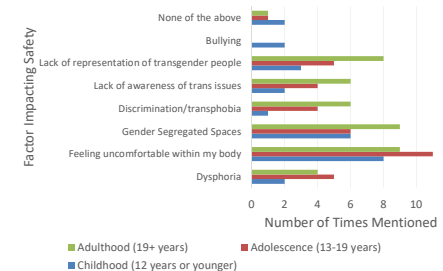 Factor Impacting Safety
None of the above
Bullying
Lack of representation of transgender people
Lack of awareness of trans issues
Discrimination/transphobia
Gender Segregated Spaces
Feeling uncomfortable within my body
Dysphoria
0 2 4 6 8 10
Number of Times Mentioned
Adulthood (19+ years) Adolescence (13-19 years)
Childhood (12 years or younger)